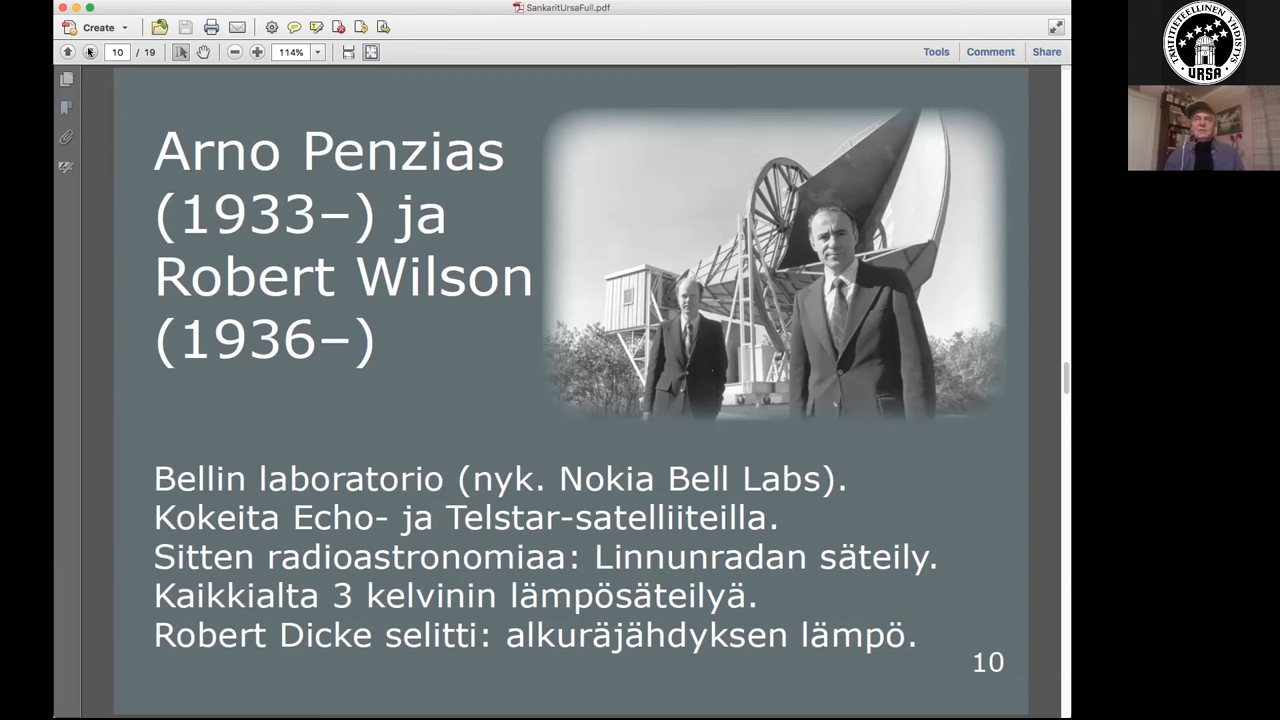 SankaritUrsaFull.pdf
Create
10 / 19
114%
Tools
Comment
Share
Arno Penzias
(1933–) ja
Robert Wilson
(1936–)
Bellin laboratorio (nyk. Nokia Bell Labs).
Kokeita Echo- ja Telstar-satelliiteilla.
Sitten radioastronomiaa: Linnunradan säteily.
Kaikkialta 3 kelvinin lämpösäteilyä.
Robert Dicke selitti: alkuräjähdyksen lämpö.
10
TÄHTITIETEELLINEN YHDISTYS
URSA